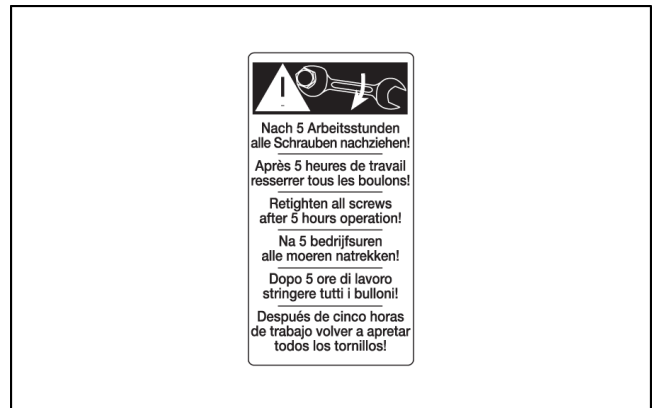 Nach 5 Arbeitsstunden
alle Schrauben nachziehen!
Après 5 heures de travail
resserrer tous les boulons!
Retighten all screws
after 5 hours operation!
Na 5 bedrijfsuren
alle moeren natrekken!
Dopo 5 ore di lavoro
stringere tutti i bulloni!
Después de cinco horas
de trabajo volver a apretar
todos los tornillos!